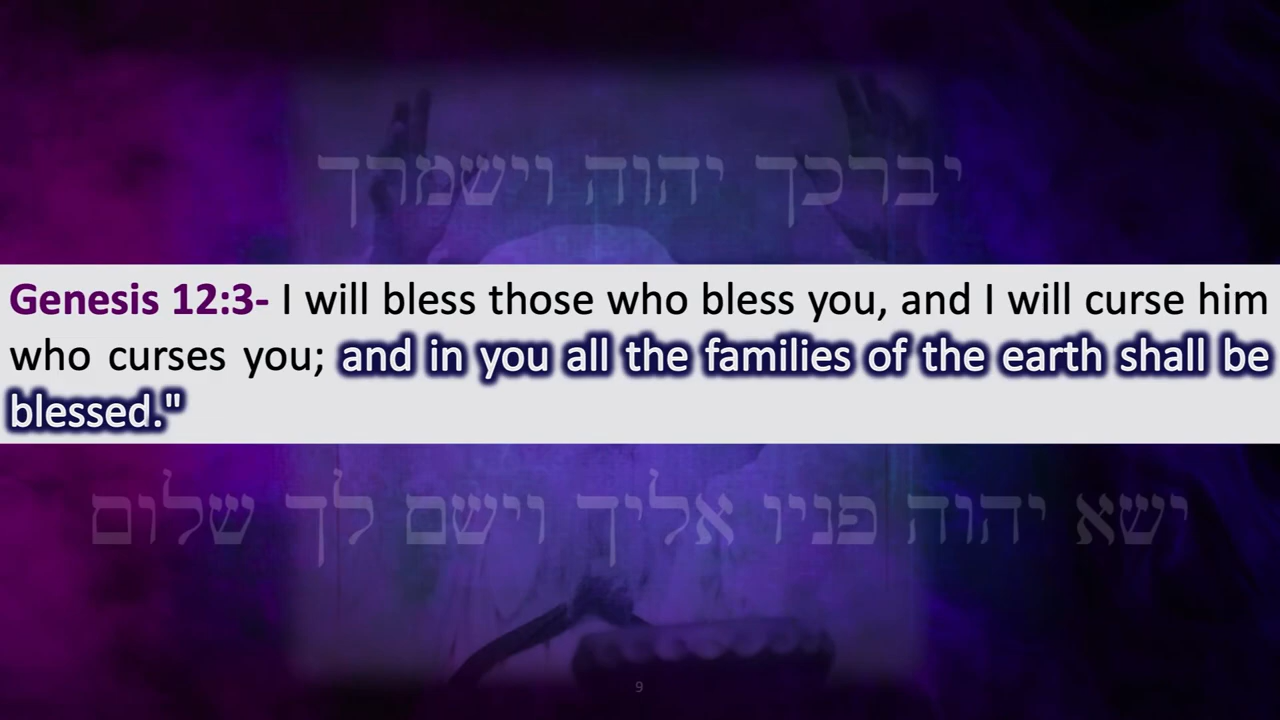 יברכך יהוה וישמרך
Genesis 12:3- I will bless those who bless you, and I will curse him
who curses you; and in you all the families of the earth shall be
blessed."
ישא יהוה פניו אליך וישם לך שלום
9